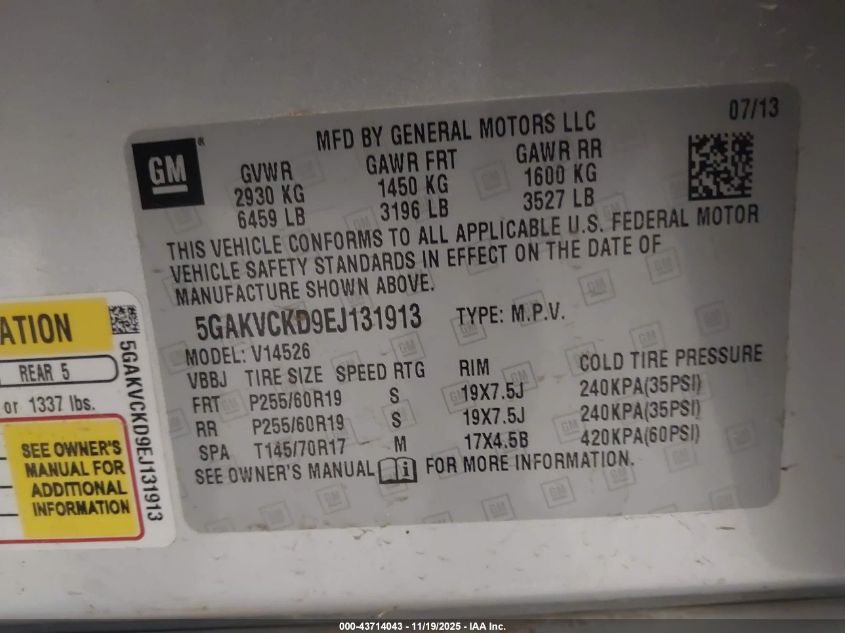 07/13
MFD BY GENERAL MOTORS LLC
GM®
GVWR GAWR FRT GAWR RR
2930 KG 1450 KG 1600 KG
6459 LB 3196 LB 3527 LB
THIS VEHICLE CONFORMS TO ALL APPLICABLE U.S. FEDERAL MOTOR
VEHICLE SAFETY STANDARDS IN EFFECT ON THE DATE OF
MANUFACTURE SHOWN ABOVE.
5GAKVCKD9EJ131913 TYPE: M.P.V.
MODEL: V14526
VBBJ TIRE SIZE SPEED RTG RIM COLD TIRE PRESSURE
FRT P255/60R19 S 19X7.5J 240KPA(35PSI)
RR P255/60R19 S 19X7.5J 240KPA(35PSI)
SPA T145/70R17 M 17X4.5B 420KPA(60PSI)
SEE OWNER'S MANUAL FOR MORE INFORMATION.
ATION
REAR 5
or 1337 lbs.
SEE OWNER'S
MANUAL FOR
ADDITIONAL
INFORMATION
5GAKVCKD9EJ131913
000-43714043 - 11/19/2025 - IAA Inc.